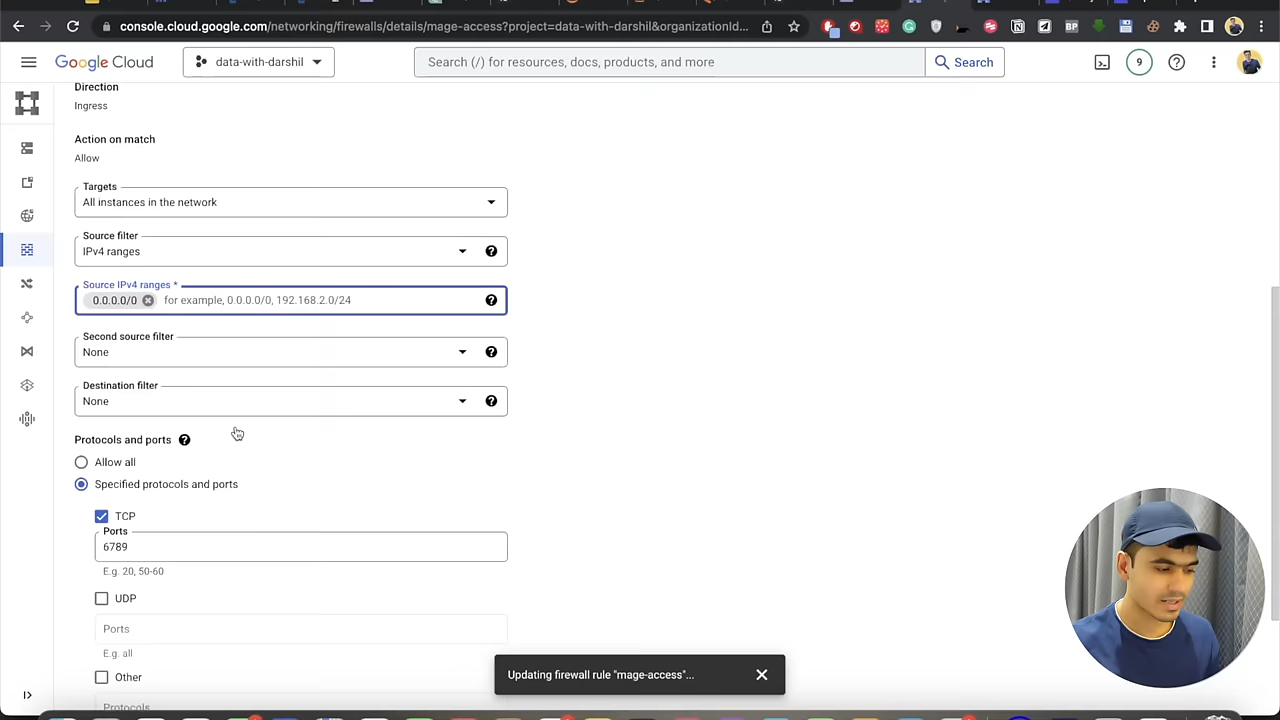 console.cloud.google.com/networking/firewalls/details/mage-access?project=data-with-darshil&organizationId...
Google Cloud
data-with-darshil
Search (/) for resources, docs, products, and more
Search
9
Direction
Ingress
Action on match
Allow
Targets
All instances in the network
Source filter
IPv4 ranges
Source IPv4 ranges *
0.0.0.0/0 for example, 0.0.0.0/0, 192.168.2.0/24
Second source filter
None
Destination filter
None
Protocols and ports
Allow all
Specified protocols and ports
TCP
Ports
6789
E.g. 20, 50-60
UDP
Ports
E.g. all
Other
Protocols
Updating firewall rule "mage-access"...